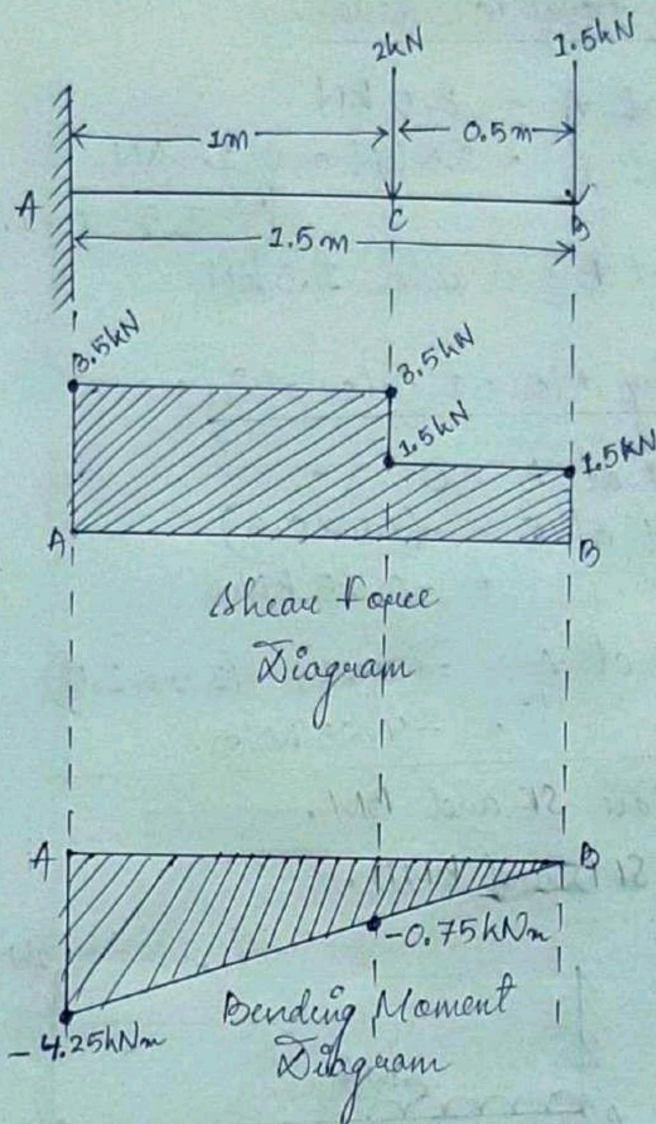 2kN 1.5kN
1m 0.5m
A C B
1.5m
3.5kN 3.5kN
1.5kN 1.5kN
A B
Shear Force
Diagram
A B
-0.75kNm
-4.25kNm Bending Moment
Diagram